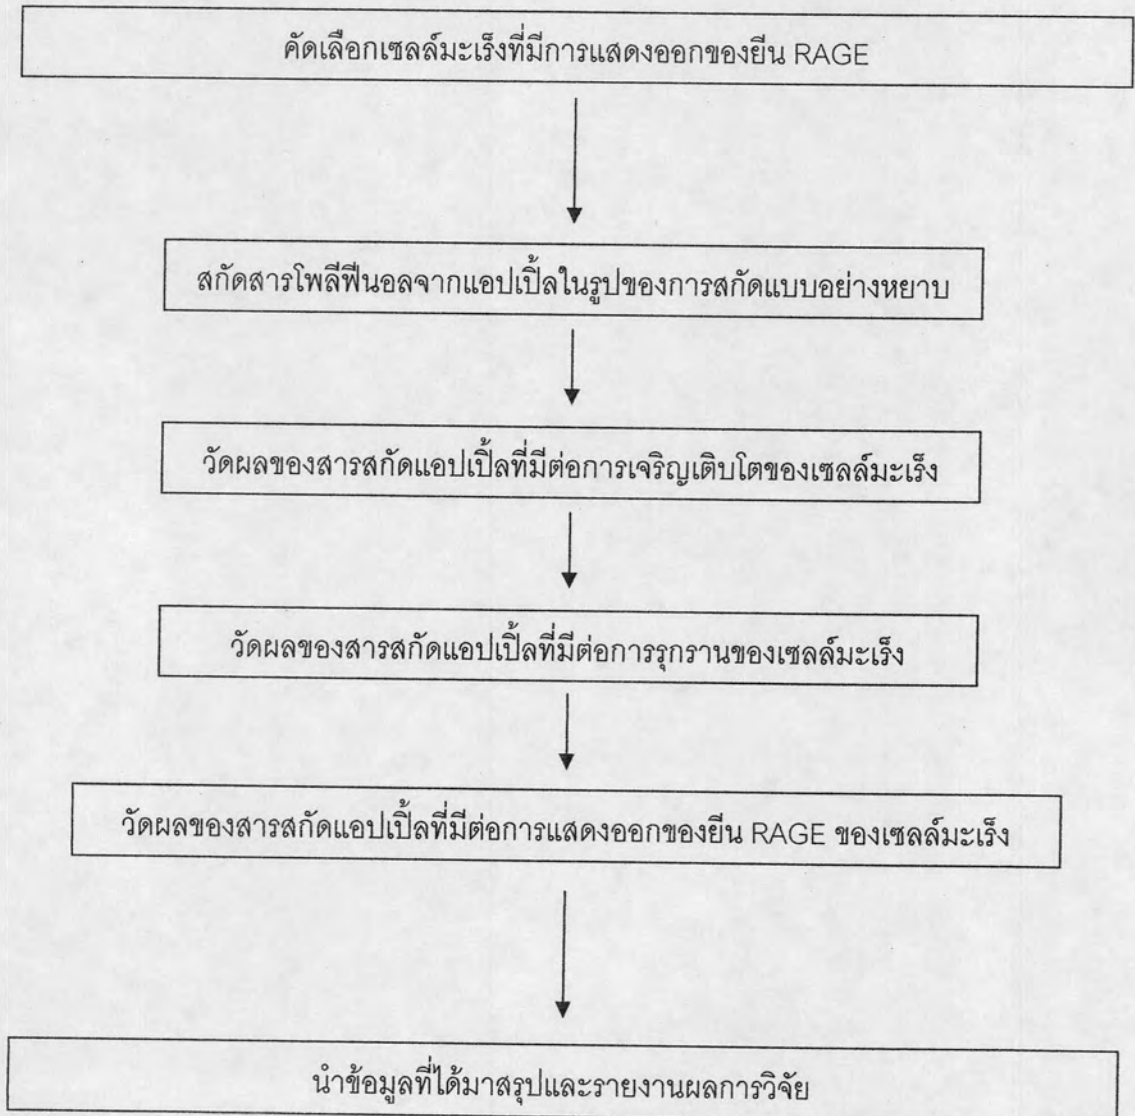 คัดเลือกเซลล์มะเร็งที่มีการแสดงออกของยีน RAGE
สกัดสารโพลีฟีนอลจากแอปเปิ้ลในรูปของการสกัดแบบอย่างหยาบ
วัดผลของสารสกัดแอปเปิ้ลที่มีต่อการเจริญเติบโตของเซลล์มะเร็ง
วัดผลของสารสกัดแอปเปิ้ลที่มีต่อการรุกรานของเซลล์มะเร็ง
วัดผลของสารสกัดแอปเปิ้ลที่มีต่อการแสดงออกของยีน RAGE ของเซลล์มะเร็ง
นำข้อมูลที่ได้มาสรุปและรายงานผลการวิจัย